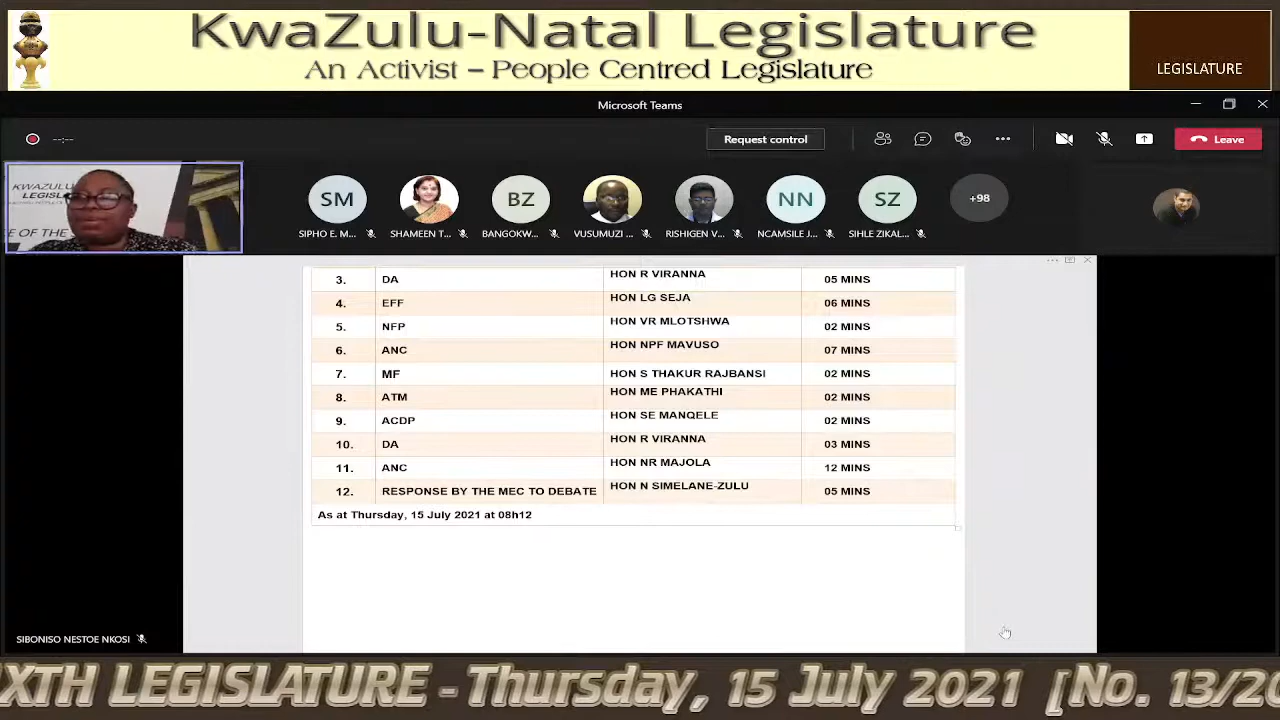 KwaZulu-Natal Legislature
An Activist – People Centred Legislature
LEGISLATURE
Microsoft Teams
--:--
Request control
Leave
KWAZULU
LEGISL
E OF THE
SM
BZ
NN
SZ
+98
SIPHO E. M...
SHAMEEN T...
BANGOKW...
VUSUMUZI ...
RISHIGEN V...
NCAMSILE J...
SIHLE ZIKAL...
3. DA HON R VIRANNA 05 MINS
4. EFF HON LG SEJA 06 MINS
5. NFP HON VR MLOTSHWA 02 MINS
6. ANC HON NPF MAVUSO 07 MINS
7. MF HON S THAKUR RAJBANSI 02 MINS
8. ATM HON ME PHAKATHI 02 MINS
9. ACDP HON SE MANQELE 02 MINS
10. DA HON R VIRANNA 03 MINS
11. ANC HON NR MAJOLA 12 MINS
12. RESPONSE BY THE MEC TO DEBATE HON N SIMELANE-ZULU 05 MINS
As at Thursday, 15 July 2021 at 08h12
SIBONISO NESTOE NKOSI
IXTH LEGISLATURE - Thursday, 15 July 2021 [No. 13/20